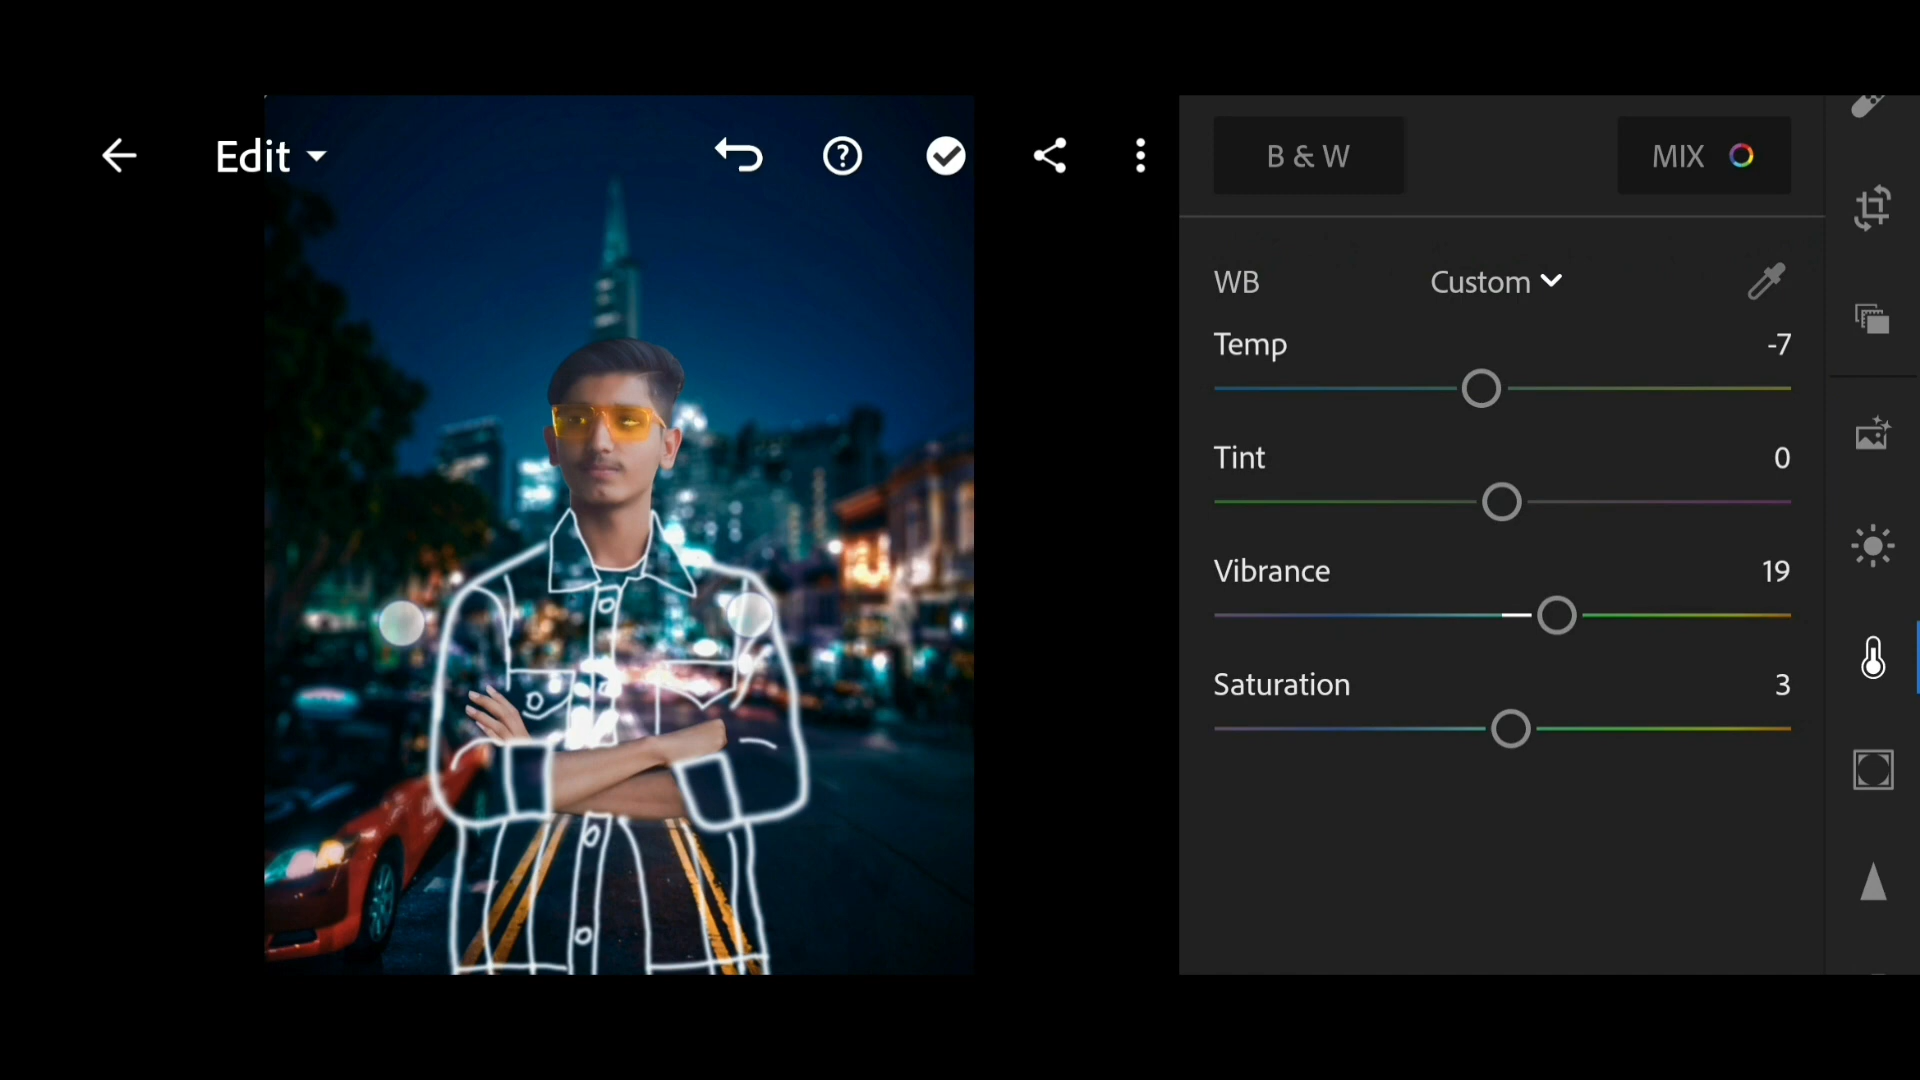 Edit
B & W
MIX
WB Custom
Temp -7
Tint 0
Vibrance 19
Saturation 3